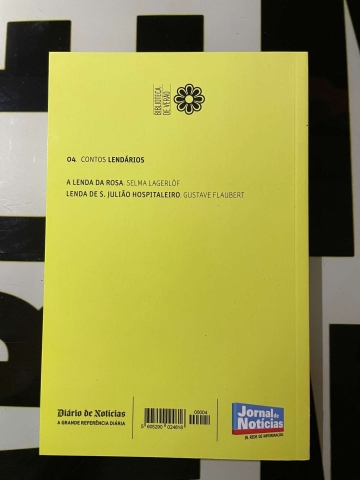 BIBLIOTECA
DE VERÃO
04. CONTOS LENDÁRIOS
A LENDA DA ROSA, SELMA LAGERLÖF
LENDA DE S. JULIÃO HOSPITALEIRO, GUSTAVE FLAUBERT
Diário de Notícias
A GRANDE REFERÊNCIA DIÁRIA
00004
Jornal de
Notícias